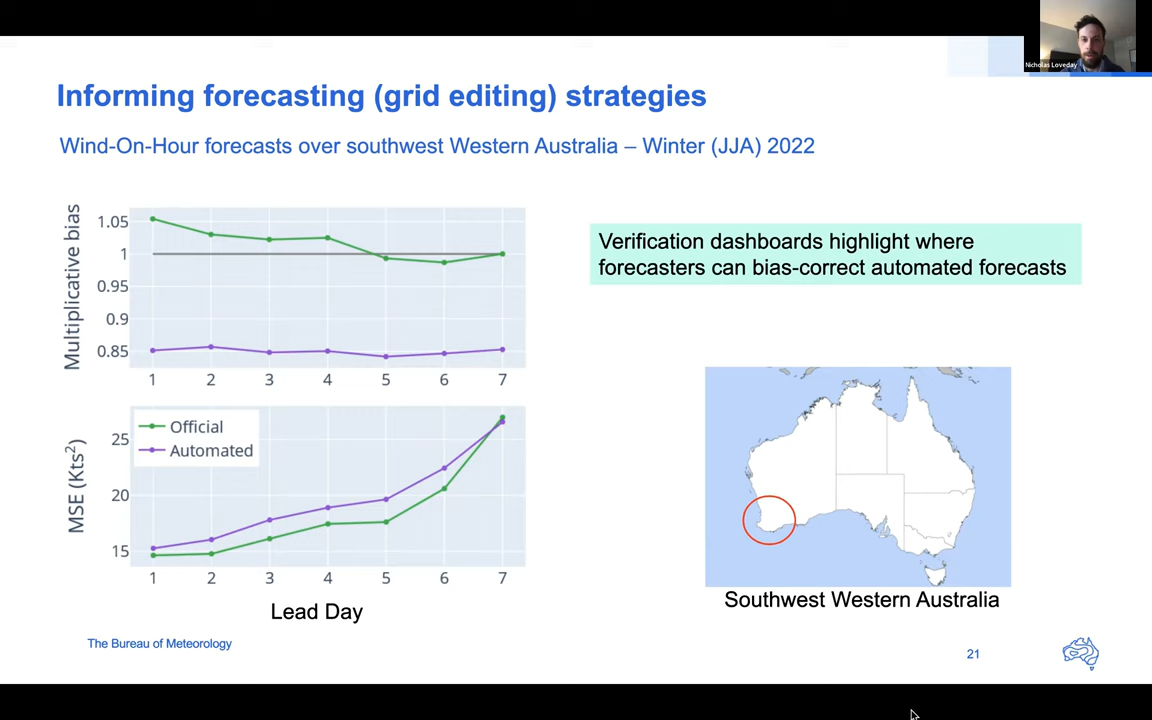 Nicholas Loveday
Informing forecasting (grid editing) strategies
Wind-On-Hour forecasts over southwest Western Australia – Winter (JJA) 2022
Multiplicative bias
1.05
1
0.95
0.9
0.85
1 2 3 4 5 6 7
MSE (Kts²)
25
20
15
Official
Automated
1 2 3 4 5 6 7
Lead Day
Verification dashboards highlight where
forecasters can bias-correct automated forecasts
Southwest Western Australia
The Bureau of Meteorology
21